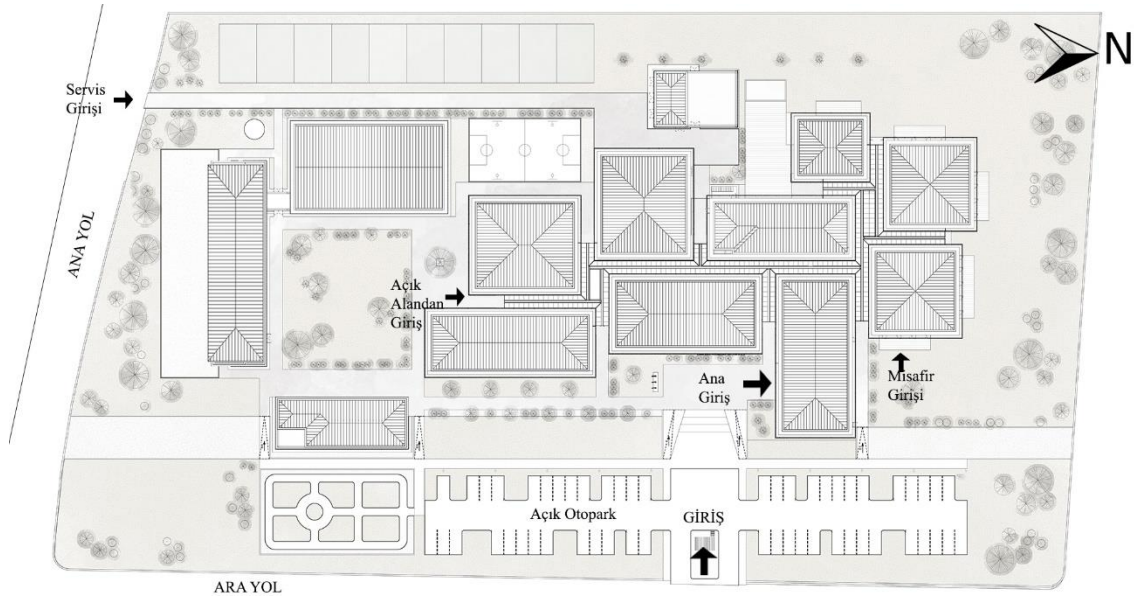 N
Servis
Girişi
ANA YOL
Açık
Alandan
Giriş
Ana
Giriş
Misafir
Girişi
Açık Otopark
GİRİŞ
ARA YOL